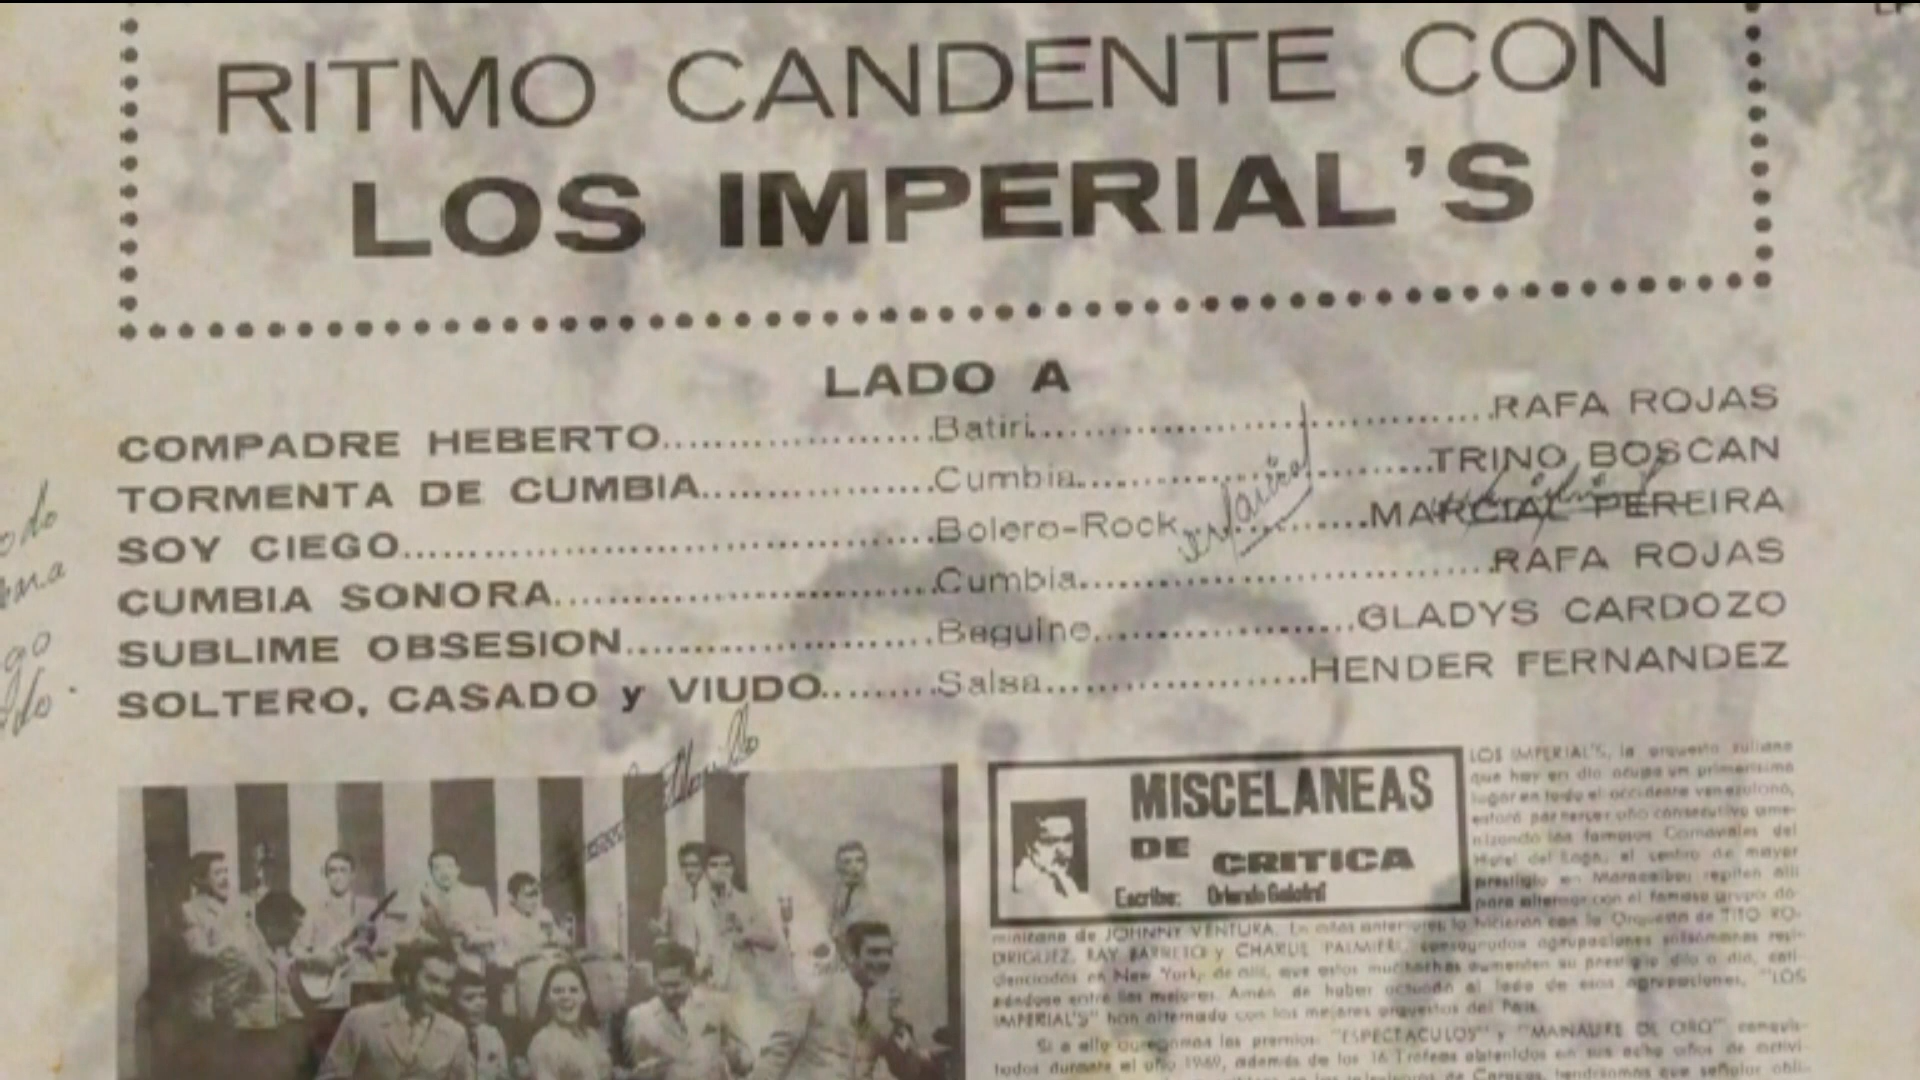 RITMO CANDENTE CON
LOS IMPERIAL'S
LADO A
COMPADRE HEBERTO....................Batiri....................RAFA ROJAS
TORMENTA DE CUMBIA....................Cumbia....................TRINO BOSCAN
SOY CIEGO....................Bolero-Rock....................MARCIAL PEREIRA
CUMBIA SONORA....................Cumbia....................RAFA ROJAS
SUBLIME OBSESION....................Beguine....................GLADYS CARDOZO
SOLTERO, CASADO y VIUDO.........Salsa....................HENDER FERNANDEZ
MISCELANEAS
DE CRITICA
Escribe: Orlando
LOS IMPERIAL'S, la orquesta zuliana
que hoy en día ocupa un primerísimo
lugar en todo el occidente venezolano,
estará por tercer año consecutivo ame-
nizando los famosos Carnavales del
Hotel del Lago, el centro de mayor
prestigio en Maracaibo; repiten allí
para alternar con el famoso grupo do-
minicano de JOHNNY VENTURA. En años anteriores lo hicieron con la Orquesta de TITO RO-
DRIGUEZ, RAY BARRETO y CHARLIE PALMIERI, consagradas agrupaciones
en New York, de allí, que estos muchachos aumenten su prestigio día a día,
entre las mejores. Amén de haber actuado al lado de esas agrupaciones, "LOS
IMPERIAL'S" han alternado con las mejores orquestas del País.
Si a ello agregamos los premios: "ESPECTACULOS" y "MANAURE DE ORO" conquis-
tados durante el año 1969, además de los 16 Trofeos obtenidos en sus ocho años de activi-